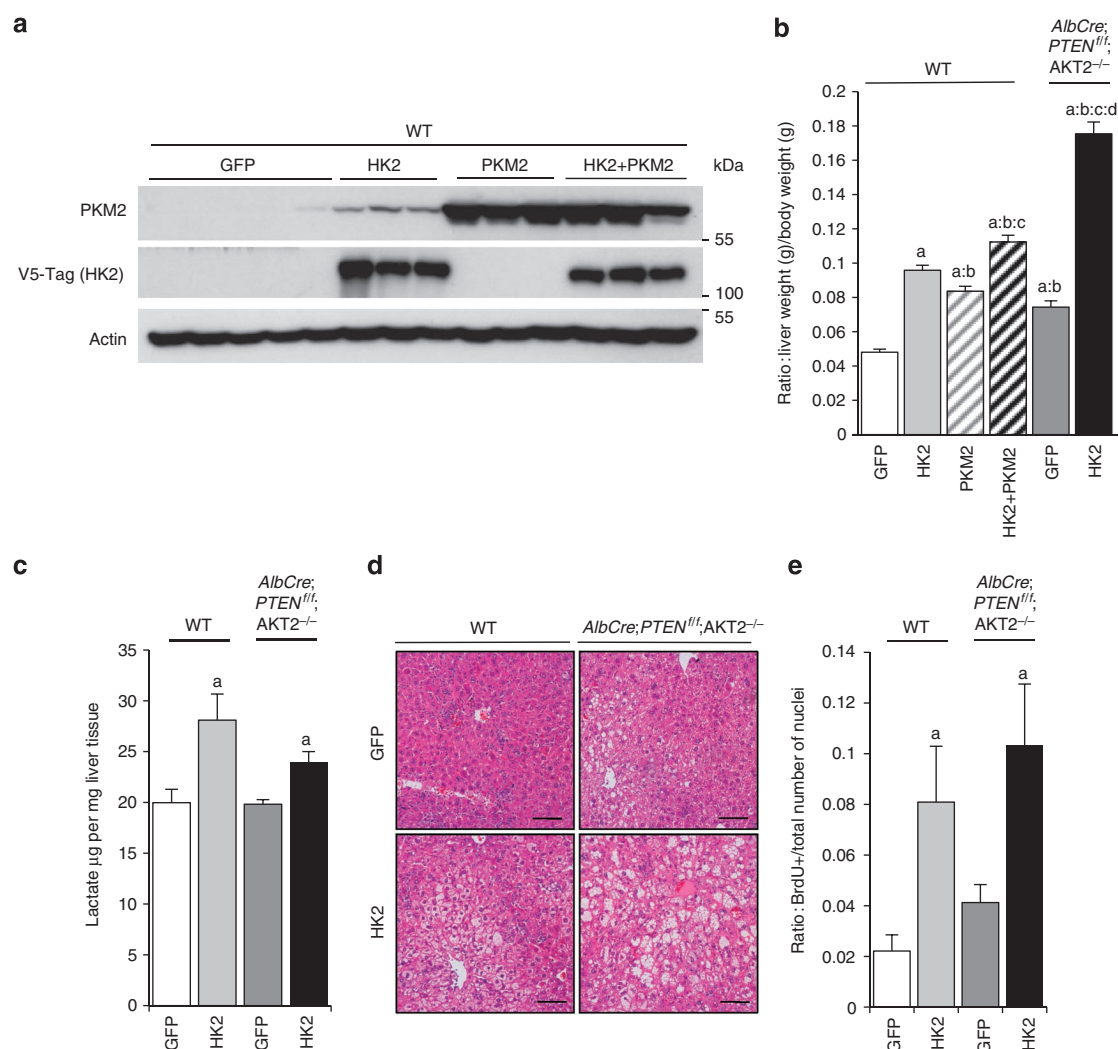 a
WT
GFP HK2 PKM2 HK2+PKM2 kDa
PKM2
55
V5-Tag (HK2)
100
55
Actin
b
AlbCre;
PTEN^f/f;
AKT2–/–
WT
Ratio : liver weight (g)/body weight (g)
0.2
0.18
0.16
0.14
0.12
0.1
0.08
0.06
0.04
0.02
0
a
a:b
a:b:c
a:b
a:b:c:d
GFP
HK2
PKM2
HK2+PKM2
GFP
HK2
c
AlbCre;
PTEN^f/f;
AKT2–/–
WT
Lactate µg per mg liver tissue
35
30
25
20
15
10
5
0
a
a
GFP
HK2
GFP
HK2
d
WT AlbCre;PTEN^f/f;AKT2–/–
GFP
HK2
e
AlbCre;
PTEN^f/f;
AKT2–/–
WT
Ratio : BrdU+/total number of nuclei
0.14
0.12
0.1
0.08
0.06
0.04
0.02
0
a
a
GFP
HK2
GFP
HK2